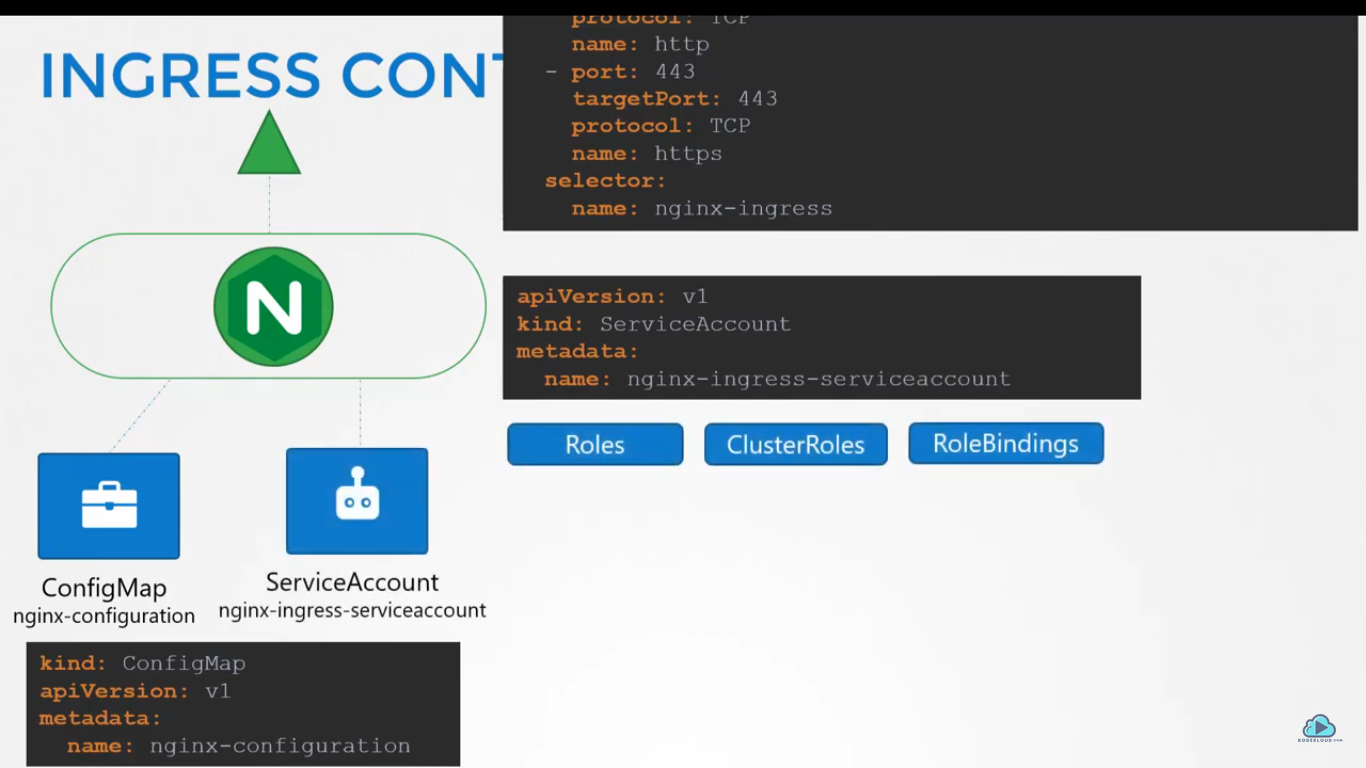 INGRESS CONT
protocol: TCP
name: http
- port: 443
targetPort: 443
protocol: TCP
name: https
selector:
name: nginx-ingress
N
apiVersion: v1
kind: ServiceAccount
metadata:
name: nginx-ingress-serviceaccount
Roles
ClusterRoles
RoleBindings
ConfigMap
nginx-configuration
ServiceAccount
nginx-ingress-serviceaccount
kind: ConfigMap
apiVersion: v1
metadata:
name: nginx-configuration
KODEKLOUD.COM